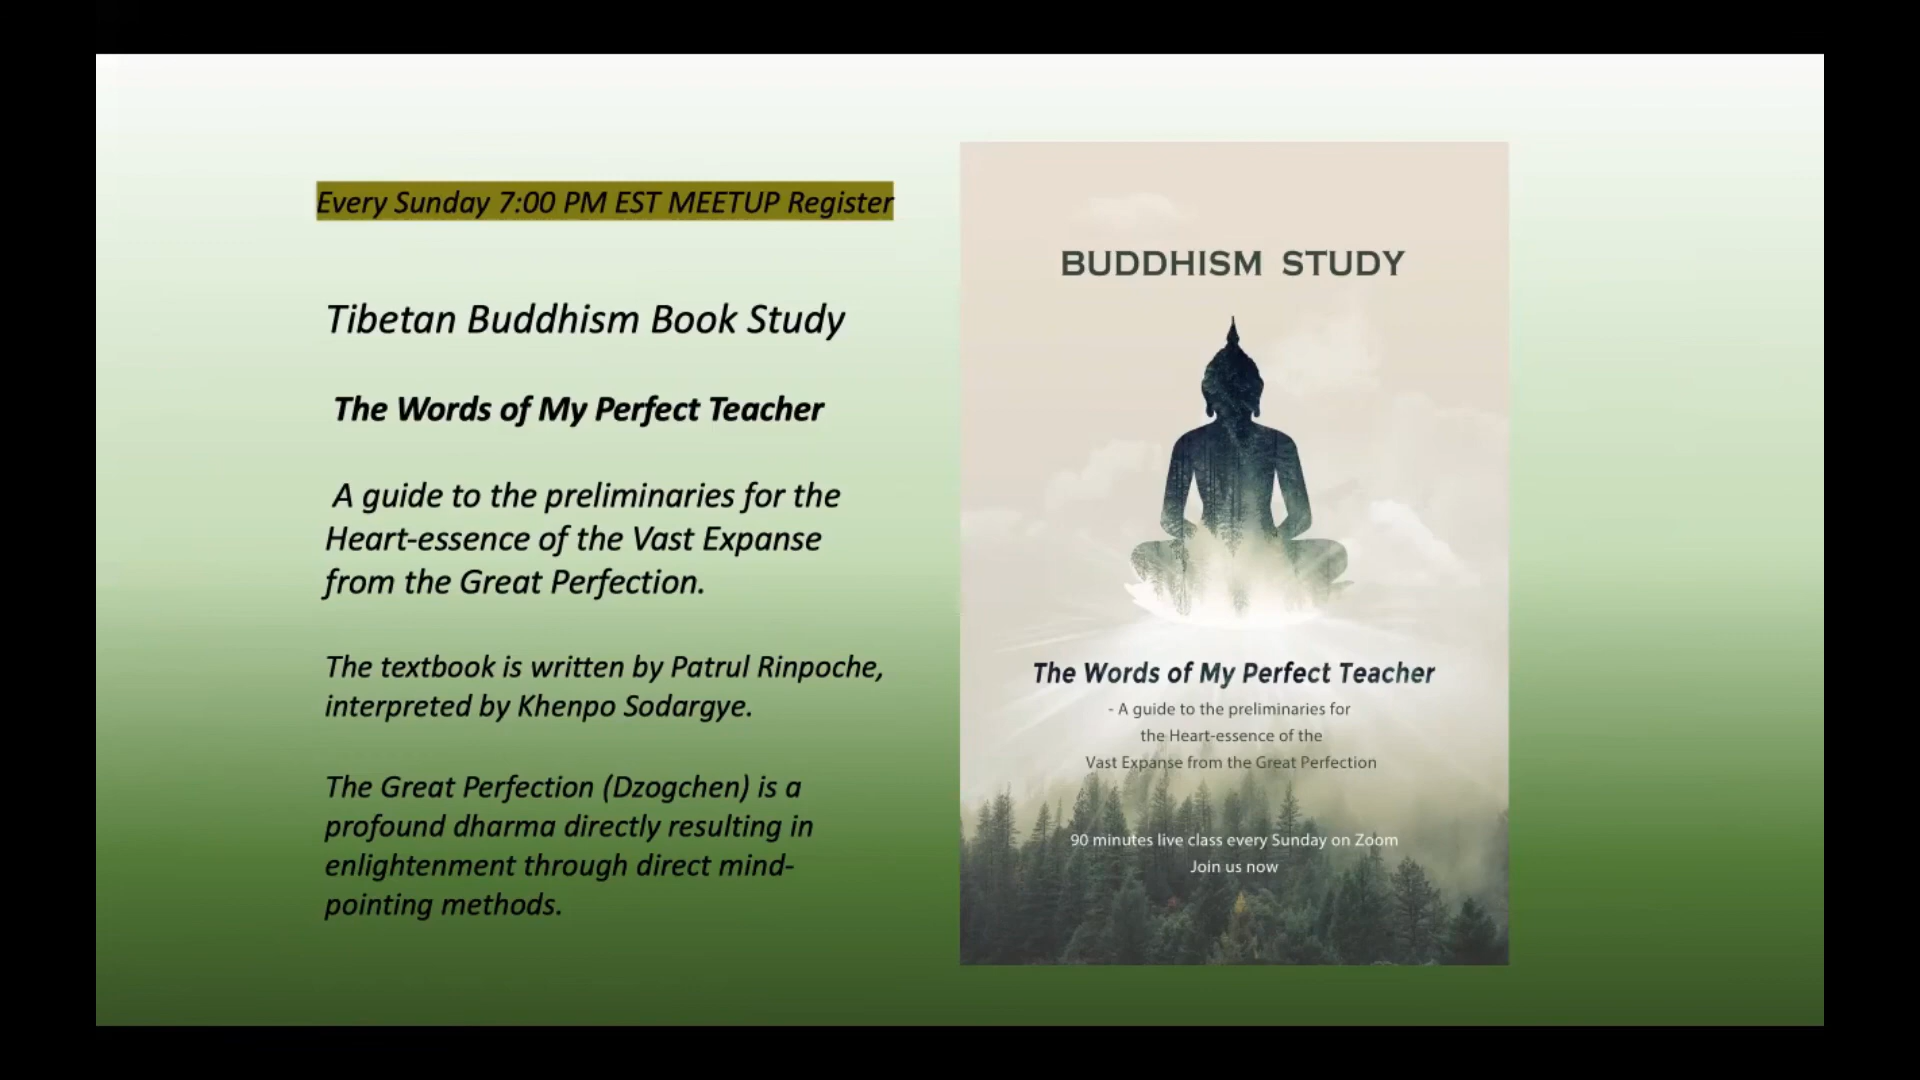 Every Sunday 7:00 PM EST MEETUP Register
Tibetan Buddhism Book Study
The Words of My Perfect Teacher
A guide to the preliminaries for the
Heart-essence of the Vast Expanse
from the Great Perfection.
The textbook is written by Patrul Rinpoche,
interpreted by Khenpo Sodargye.
The Great Perfection (Dzogchen) is a
profound dharma directly resulting in
enlightenment through direct mind-
pointing methods.
BUDDHISM STUDY
The Words of My Perfect Teacher
- A guide to the preliminaries for
the Heart-essence of the
Vast Expanse from the Great Perfection
90 minutes live class every Sunday on Zoom
Join us now